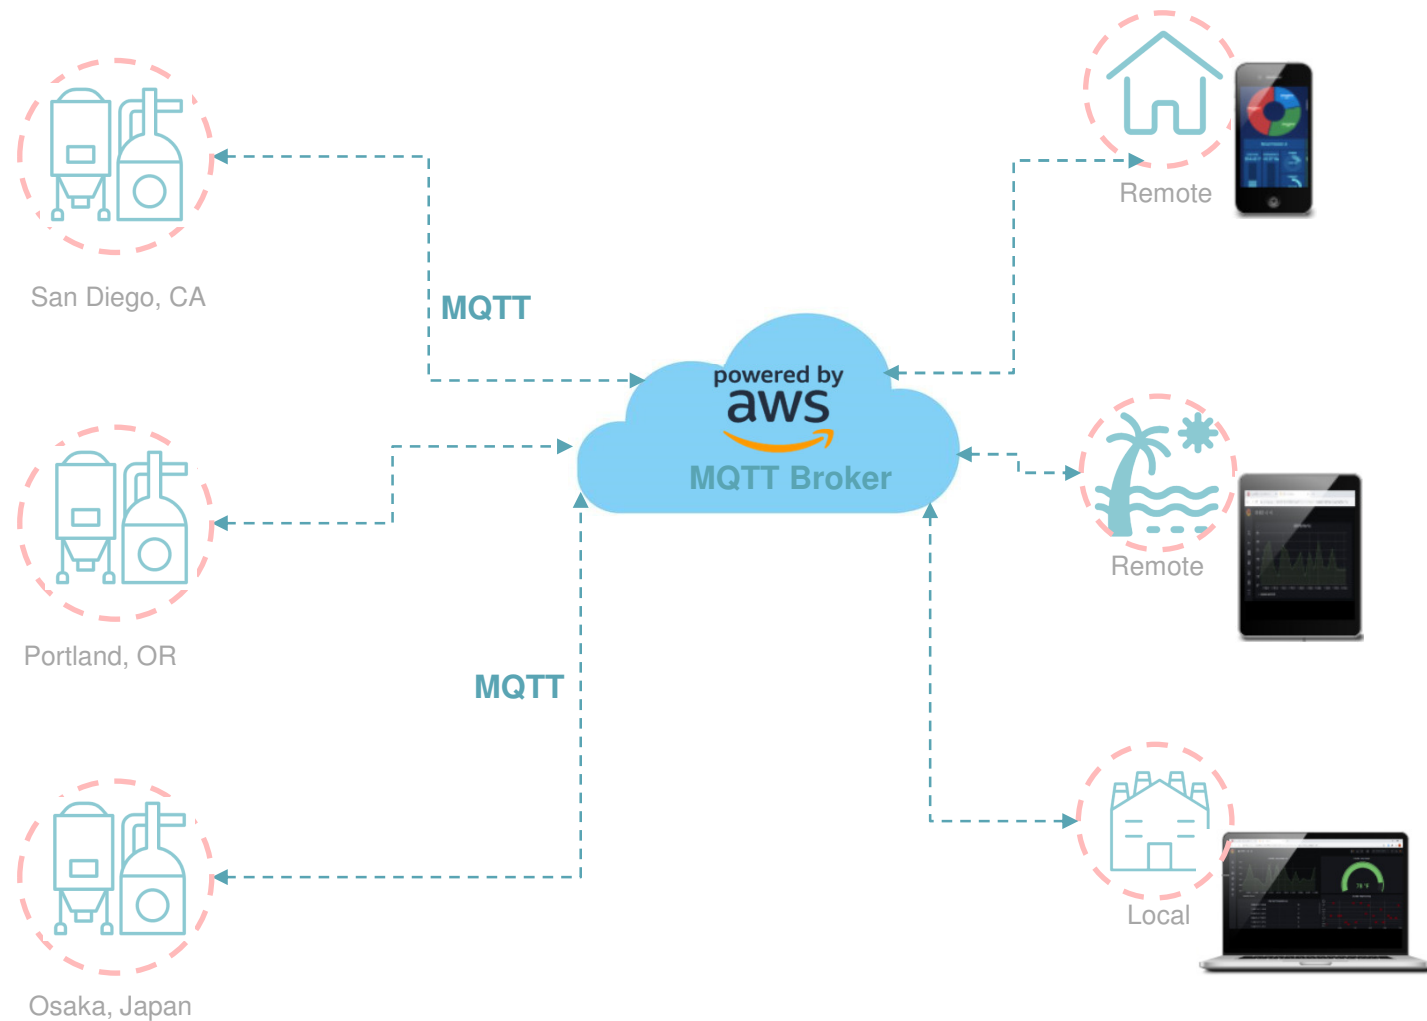 Remote
San Diego, CA
MQTT
powered by
aws
MQTT Broker
Remote
Portland, OR
MQTT
Local
Osaka, Japan